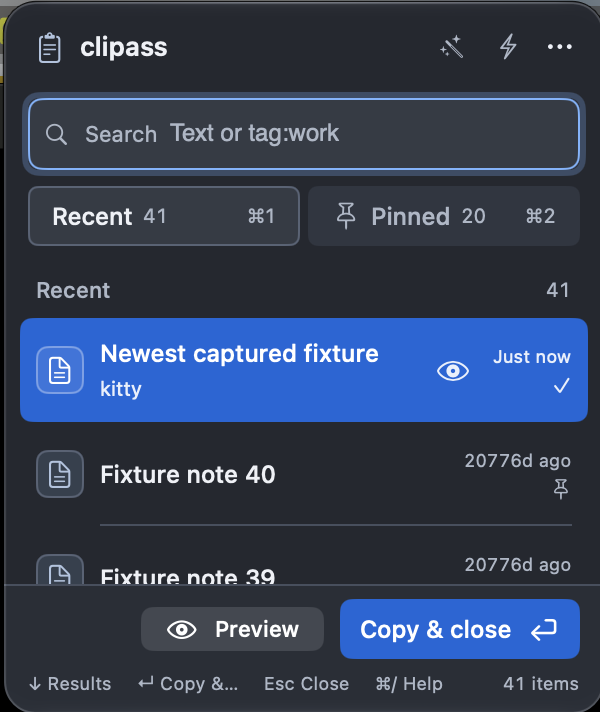 clipass
Search Text or tag:work
Recent 41 ⌘1
Pinned 20 ⌘2
Recent 41
Newest captured fixture
kitty
Just now
Fixture note 40
20776d ago
Fixture note 39
20776d ago
Preview
Copy & close
↓ Results ↵ Copy &... Esc Close ⌘/ Help 41 items